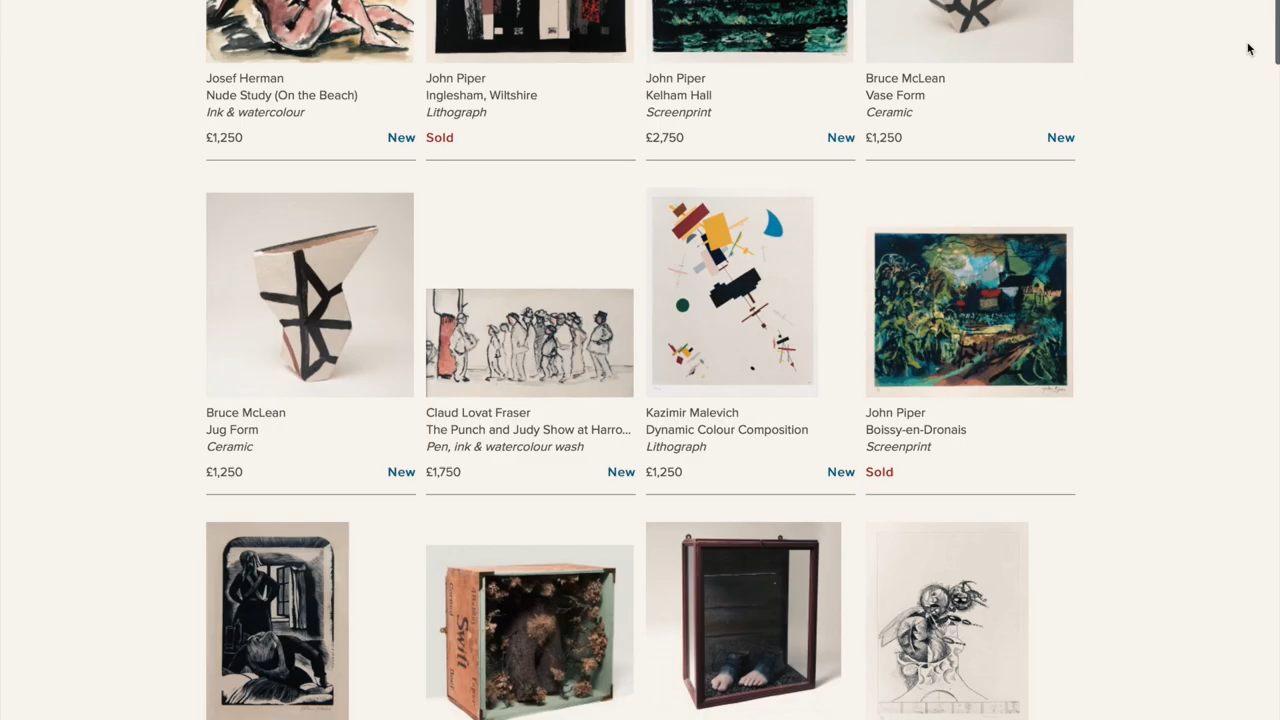 Josef Herman
Nude Study (On the Beach)
Ink & watercolour
£1,250 New
John Piper
Inglesham, Wiltshire
Lithograph
Sold
John Piper
Kelham Hall
Screenprint
£2,750 New
Bruce McLean
Vase Form
Ceramic
£1,250 New
Bruce McLean
Jug Form
Ceramic
£1,250 New
Claud Lovat Fraser
The Punch and Judy Show at Harro...
Pen, ink & watercolour wash
£1,750 New
Kazimir Malevich
Dynamic Colour Composition
Lithograph
£1,250 New
John Piper
Boissy-en-Dronais
Screenprint
Sold
Swift